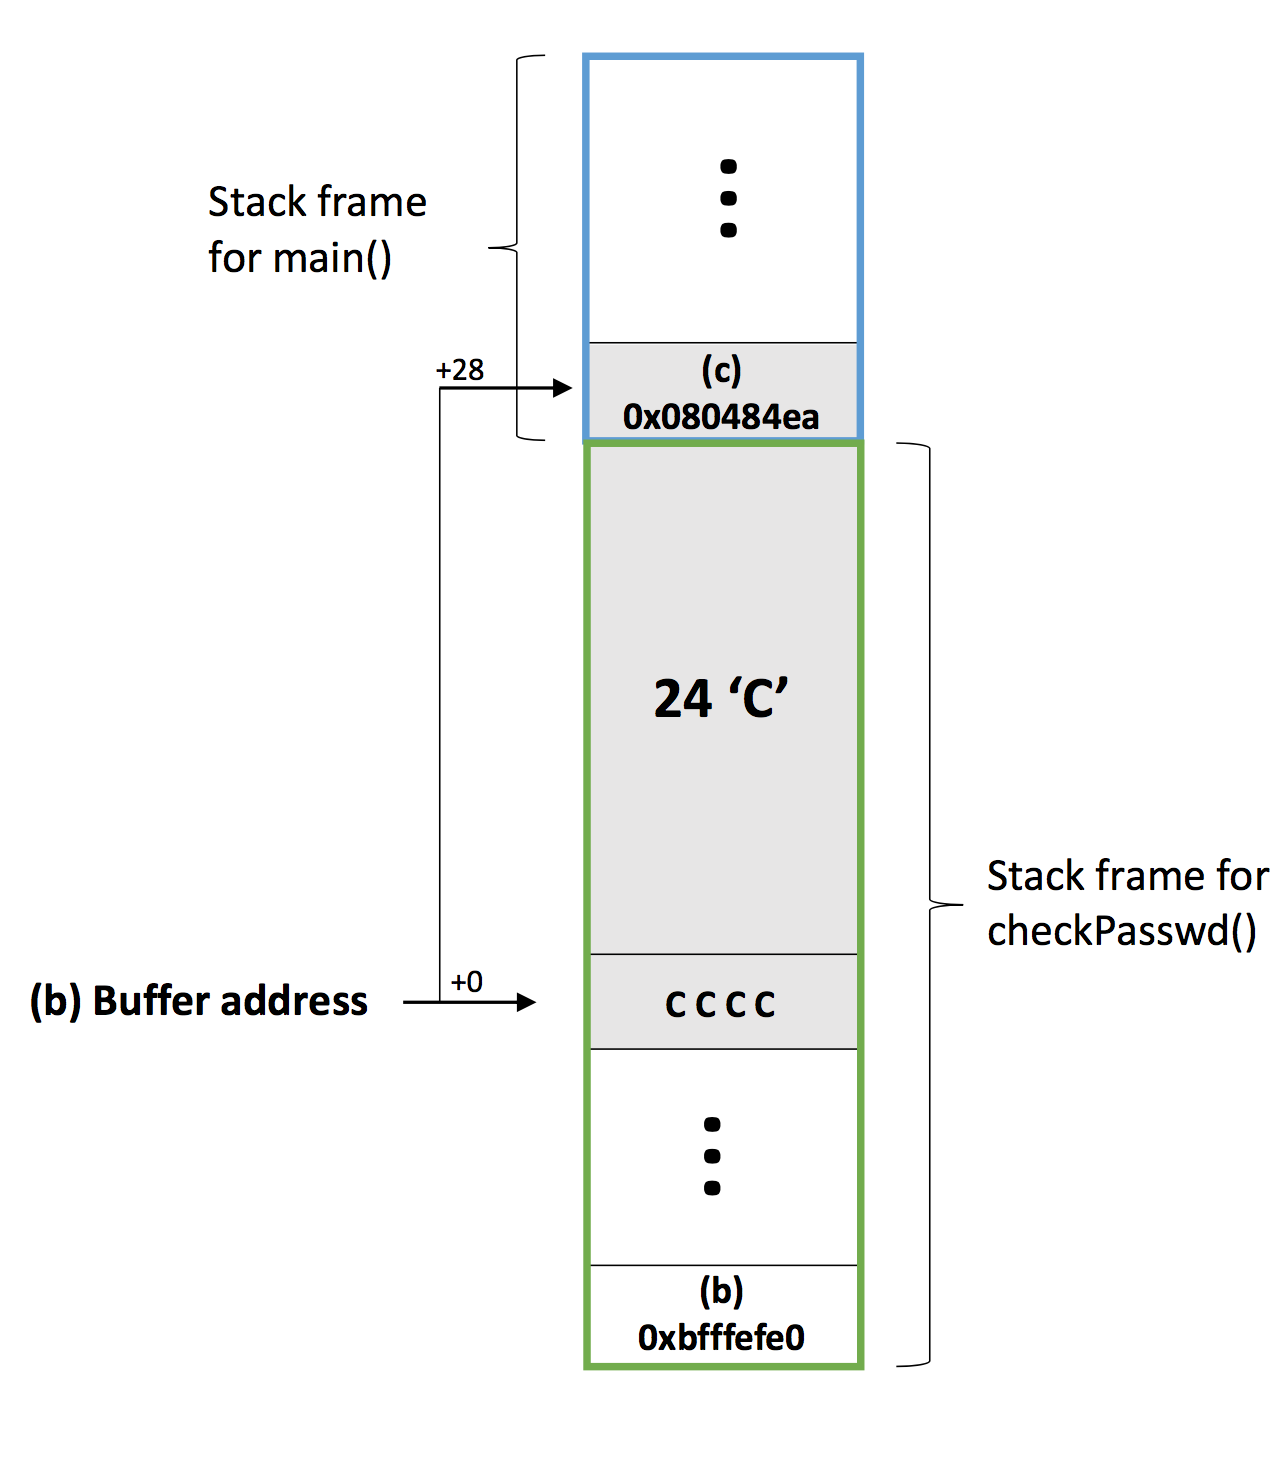 Stack frame
for main()
+28
(c)
0x080484ea
24 ‘C’
Stack frame for
checkPasswd()
+0
(b) Buffer address
C C C C
(b)
0xbfffefe0